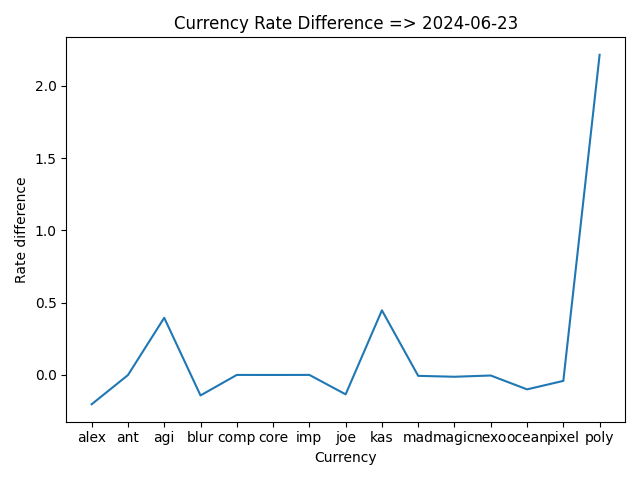 Currency Rate Difference => 2024-06-23
Rate difference
2.0
1.5
1.0
0.5
0.0
alex ant agi blur comp core imp joe kas mad magic nexo ocean pixel poly
Currency